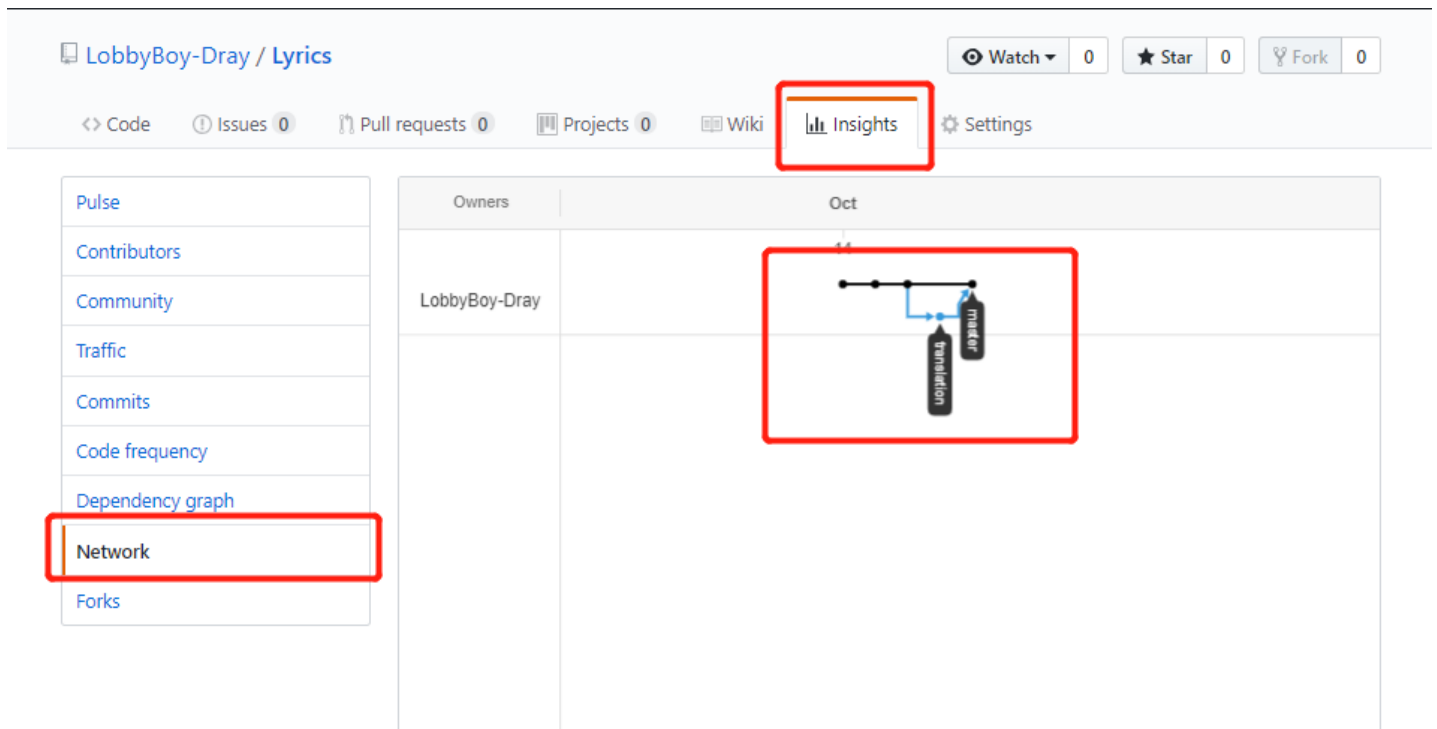 LobbyBoy-Dray / Lyrics
Watch 0 Star 0 Fork 0
Code Issues 0 Pull requests 0 Projects 0 Wiki Insights Settings
Pulse
Contributors
Community
Traffic
Commits
Code frequency
Dependency graph
Network
Forks
Owners Oct
14
LobbyBoy-Dray
master
translation